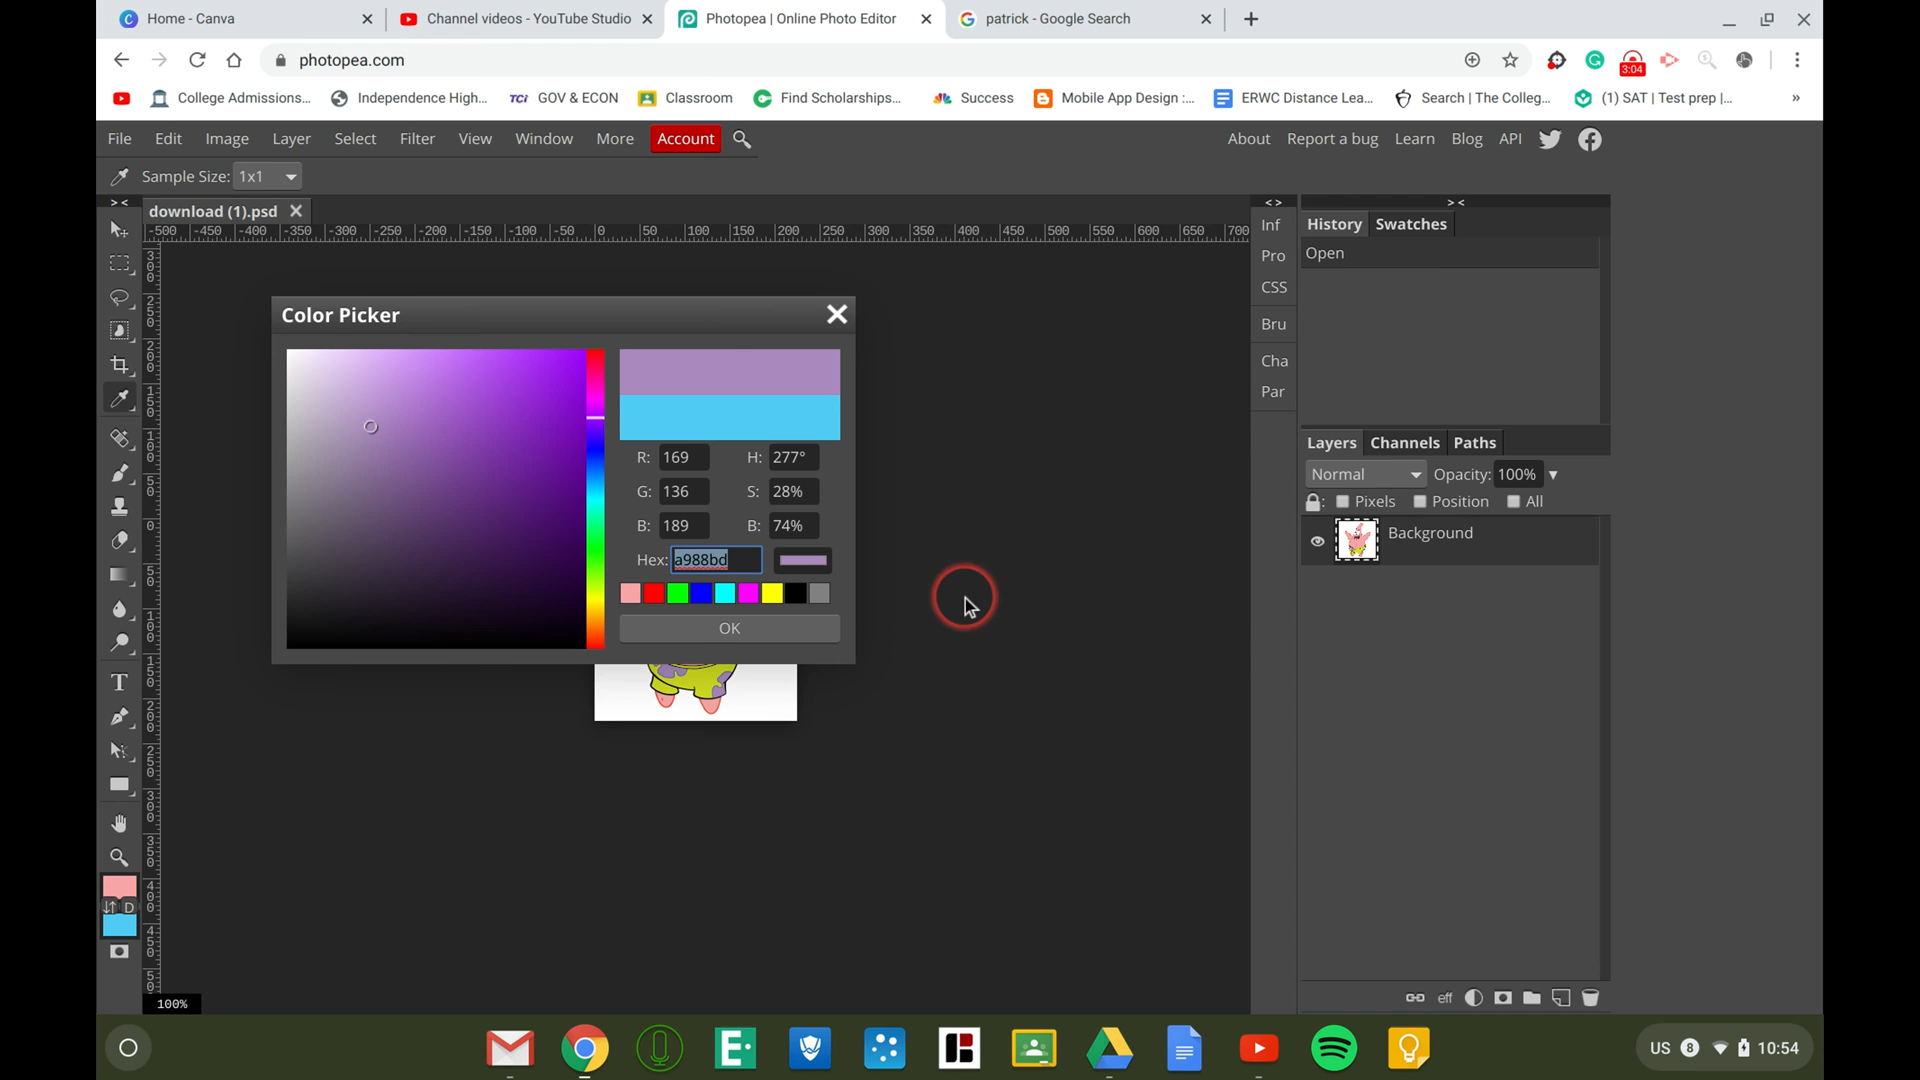 Home - Canva
Channel videos - YouTube Studio
Photopea | Online Photo Editor
patrick - Google Search
photopea.com
3:04
College Admissions...
Independence High...
TCi GOV & ECON
Classroom
Find Scholarships...
Success
Mobile App Design :...
ERWC Distance Lea...
Search | The Colleg...
(1) SAT | Test prep |...
»
File Edit Image Layer Select Filter View Window More Account
About Report a bug Learn Blog API
Sample Size: 1x1
download (1).psd
-500 -450 -400 -350 -300 -250 -200 -150 -100 -50 0 50 100 150 200 250 300 350 400 450 500 550 600 650 700
Color Picker
R: 169 H: 277°
G: 136 S: 28%
B: 189 B: 74%
Hex: a988bd
OK
Inf
Pro
CSS
Bru
Cha
Par
History Swatches
Open
Layers Channels Paths
Normal Opacity: 100%
Pixels Position All
Background
eff
D
100%
US 8 10:54